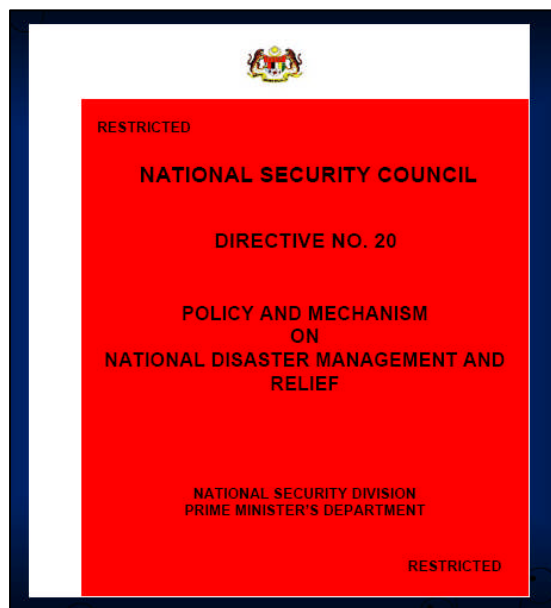 RESTRICTED
NATIONAL SECURITY COUNCIL
DIRECTIVE NO. 20
POLICY AND MECHANISM
ON
NATIONAL DISASTER MANAGEMENT AND
RELIEF
NATIONAL SECURITY DIVISION
PRIME MINISTER'S DEPARTMENT
RESTRICTED